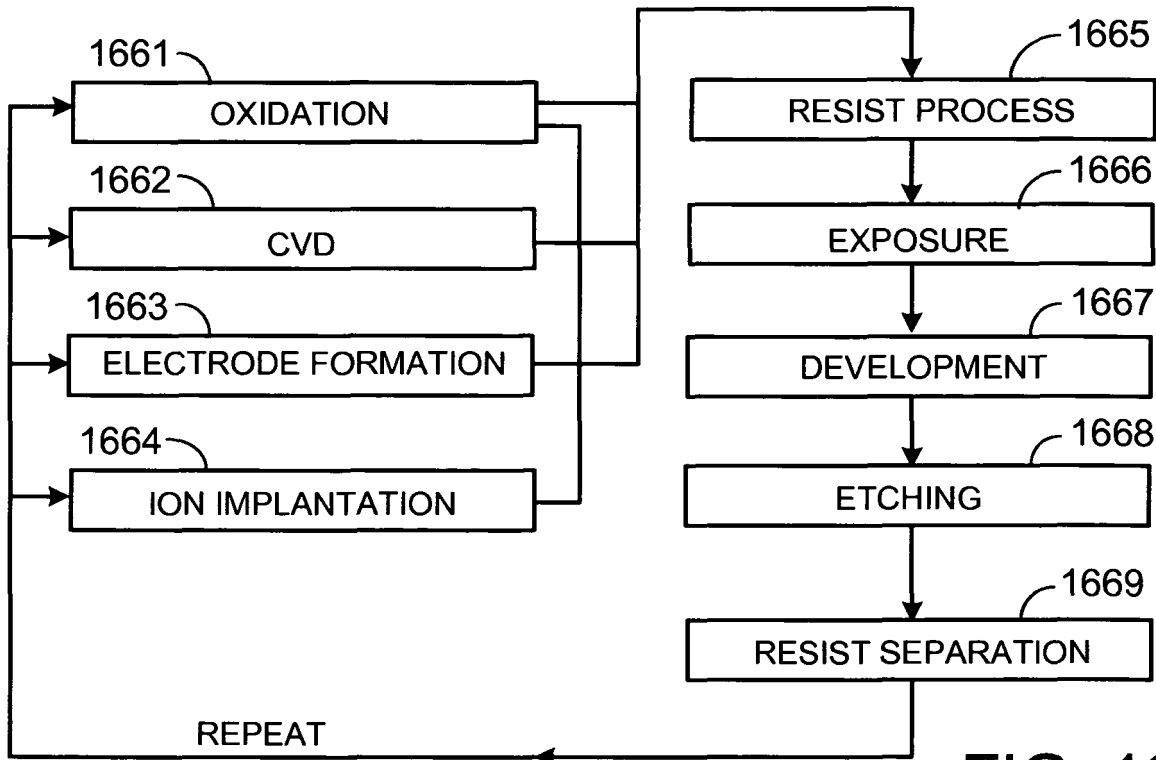 1661
OXIDATION
1662
CVD
1663
ELECTRODE FORMATION
1664
ION IMPLANTATION
1665
RESIST PROCESS
1666
EXPOSURE
1667
DEVELOPMENT
1668
ETCHING
1669
RESIST SEPARATION
REPEAT